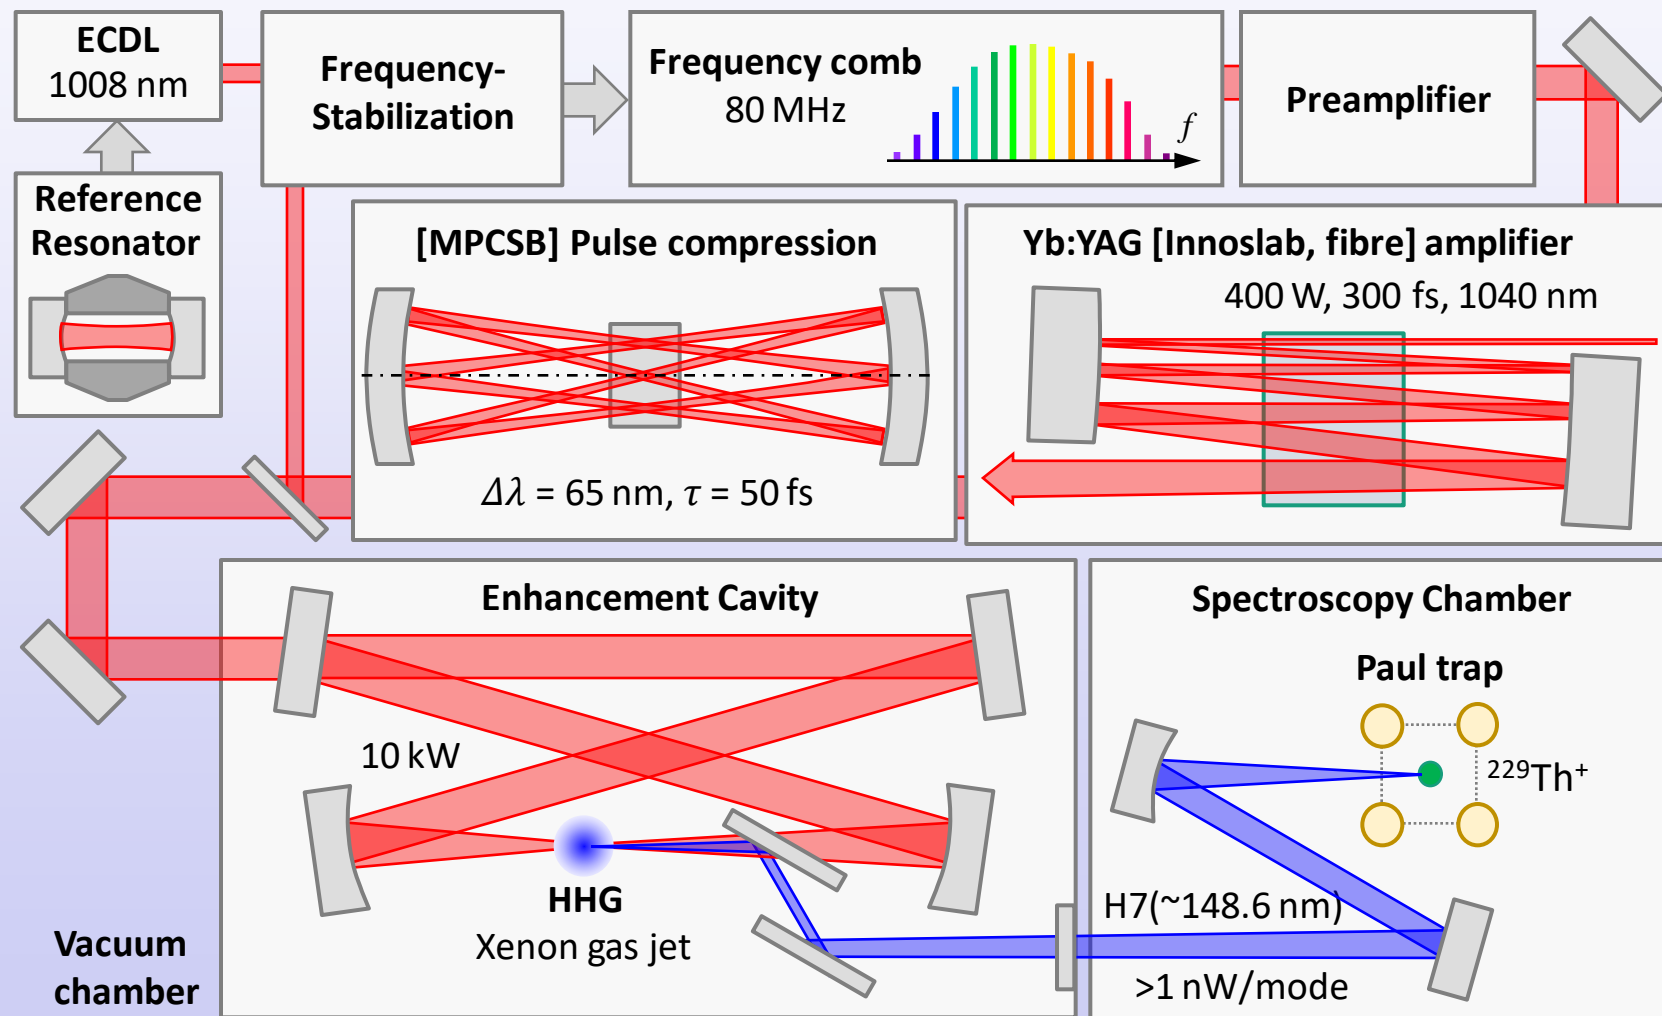 ECDL
1008 nm
Frequency-
Stabilization
Frequency comb
80 MHz
f
Preamplifier
Reference
Resonator
[MPCSB] Pulse compression
Δλ = 65 nm, τ = 50 fs
Yb:YAG [Innoslab, fibre] amplifier
400 W, 300 fs, 1040 nm
Enhancement Cavity
10 kW
HHG
Xenon gas jet
Vacuum
chamber
Spectroscopy Chamber
Paul trap
²²⁹Th⁺
H7(~148.6 nm)
>1 nW/mode